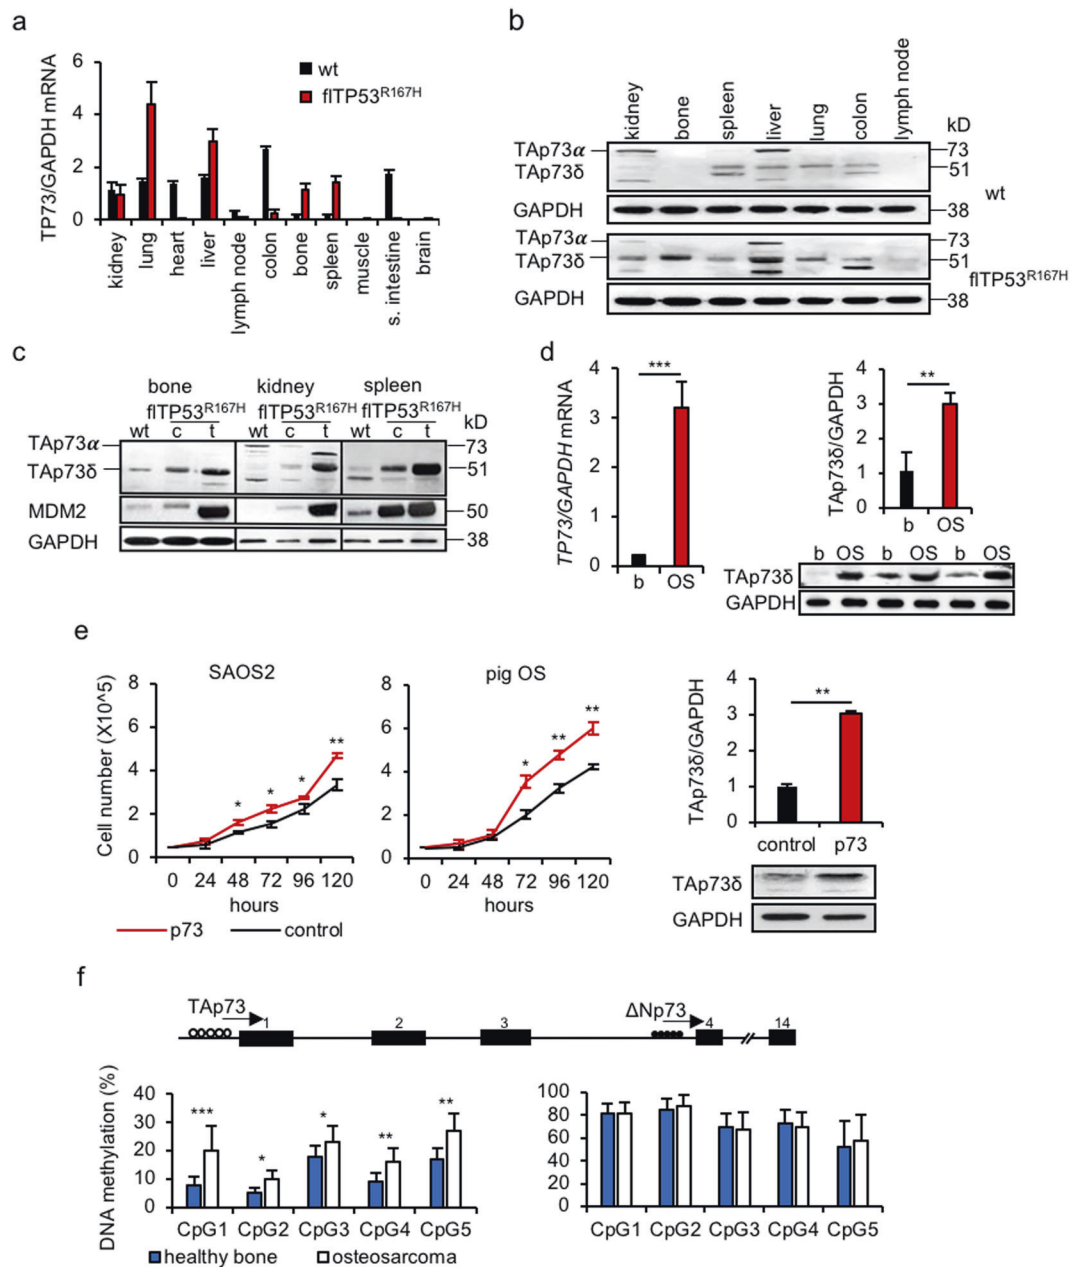 a
TP73/GAPDH mRNA
6
4
2
0
wt
flTP53R167H
kidney
lung
heart
liver
lymph node
colon
bone
spleen
muscle
s. intestine
brain
b
kidney
bone
spleen
liver
lung
colon
lymph node
kD
TAp73α
73
TAp73δ
51
wt
GAPDH
38
TAp73α
73
TAp73δ
51
flTP53R167H
GAPDH
38
c
bone kidney spleen
flTP53R167H flTP53R167H flTP53R167H
wt c t wt c t wt c t kD
TAp73α 73
TAp73δ 51
MDM2 50
GAPDH 38
d
TP73/GAPDH mRNA
4
3
2
1
0
***
b OS
TAp73δ/GAPDH
4
3
2
1
0
**
b OS
b OS b OS b OS
TAp73δ
GAPDH
e
SAOS2
Cell number (X10^5)
8
6
4
2
0
* * * **
0 24 48 72 96 120
hours
pig OS
8
6
4
2
0
* ** **
0 24 48 72 96 120
hours
p73 control
TAp73δ/GAPDH
4
3
2
1
0
**
control p73
TAp73δ
GAPDH
f
TAp73 ΔNp73
1 2 3 4 14
DNA methylation (%)
40
30
20
10
0
*** * * ** **
CpG1 CpG2 CpG3 CpG4 CpG5
healthy bone osteosarcoma
100
80
60
40
20
0
CpG1 CpG2 CpG3 CpG4 CpG5